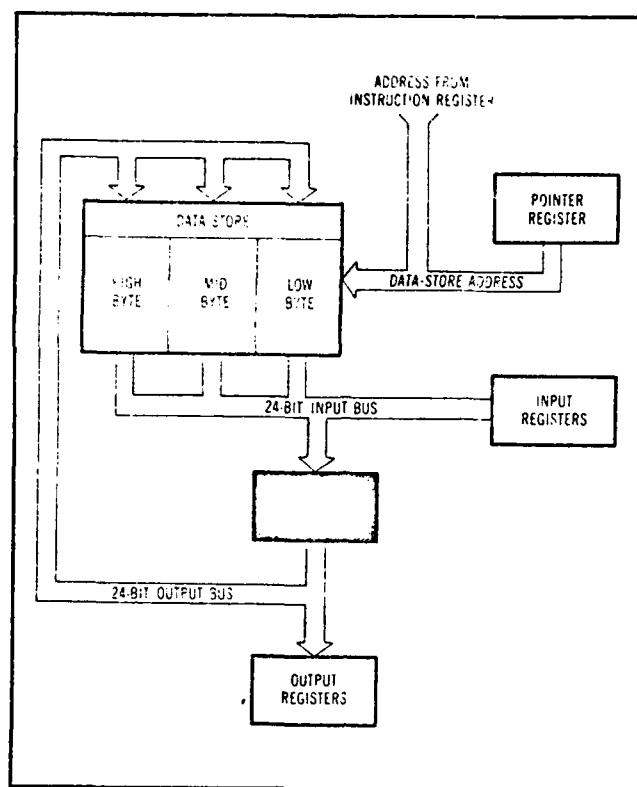 ADDRESS FROM
INSTRUCTION REGISTER
POINTER
REGISTER
DATA STORE
HIGH
BYTE
MID
BYTE
LOW
BYTE
DATA-STORE ADDRESS
24-BIT INPUT BUS
INPUT
REGISTERS
24-BIT OUTPUT BUS
OUTPUT
REGISTERS